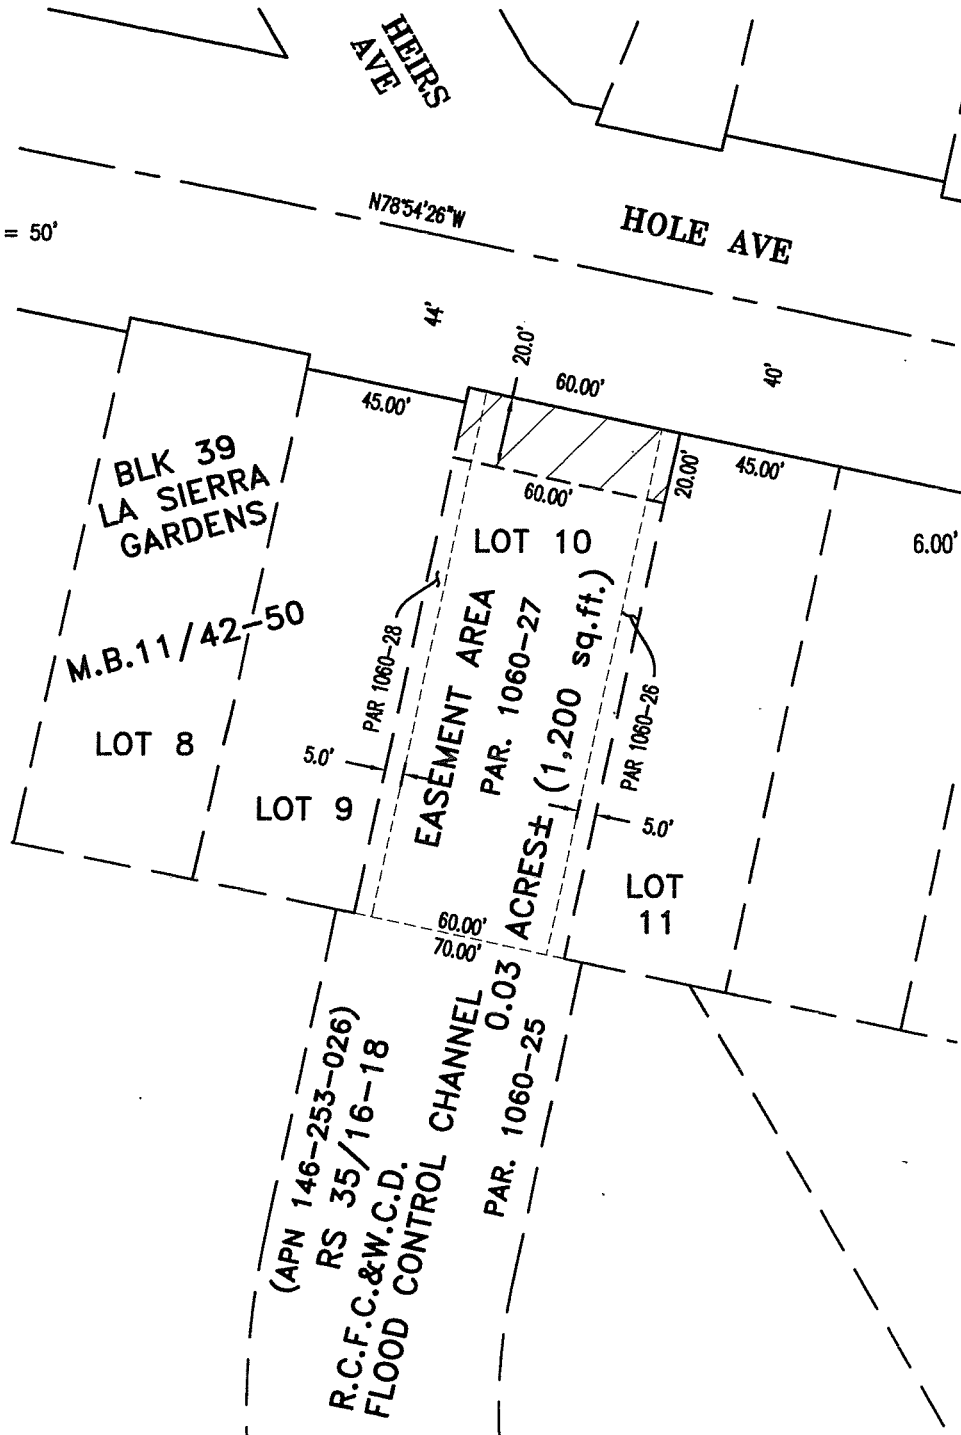 HEIRS
AVE
N78°54'26"W
HOLE AVE
= 50'
44'
20.0'
40'
60.00'
45.00'
45.00'
20.00'
60.00'
6.00'
BLK 39
LA SIERRA
GARDENS
LOT 10
M.B.11/42-50
PAR 1060-28
EASEMENT AREA
PAR. 1060-27
0.03 ACRES± (1,200 sq.ft.)
PAR 1060-26
LOT 8
5.0'
LOT 9
5.0'
LOT
11
60.00'
70.00'
(APN 146-253-026)
RS 35/16-18
R.C.F.C.&W.C.D.
FLOOD CONTROL CHANNEL
PAR. 1060-25